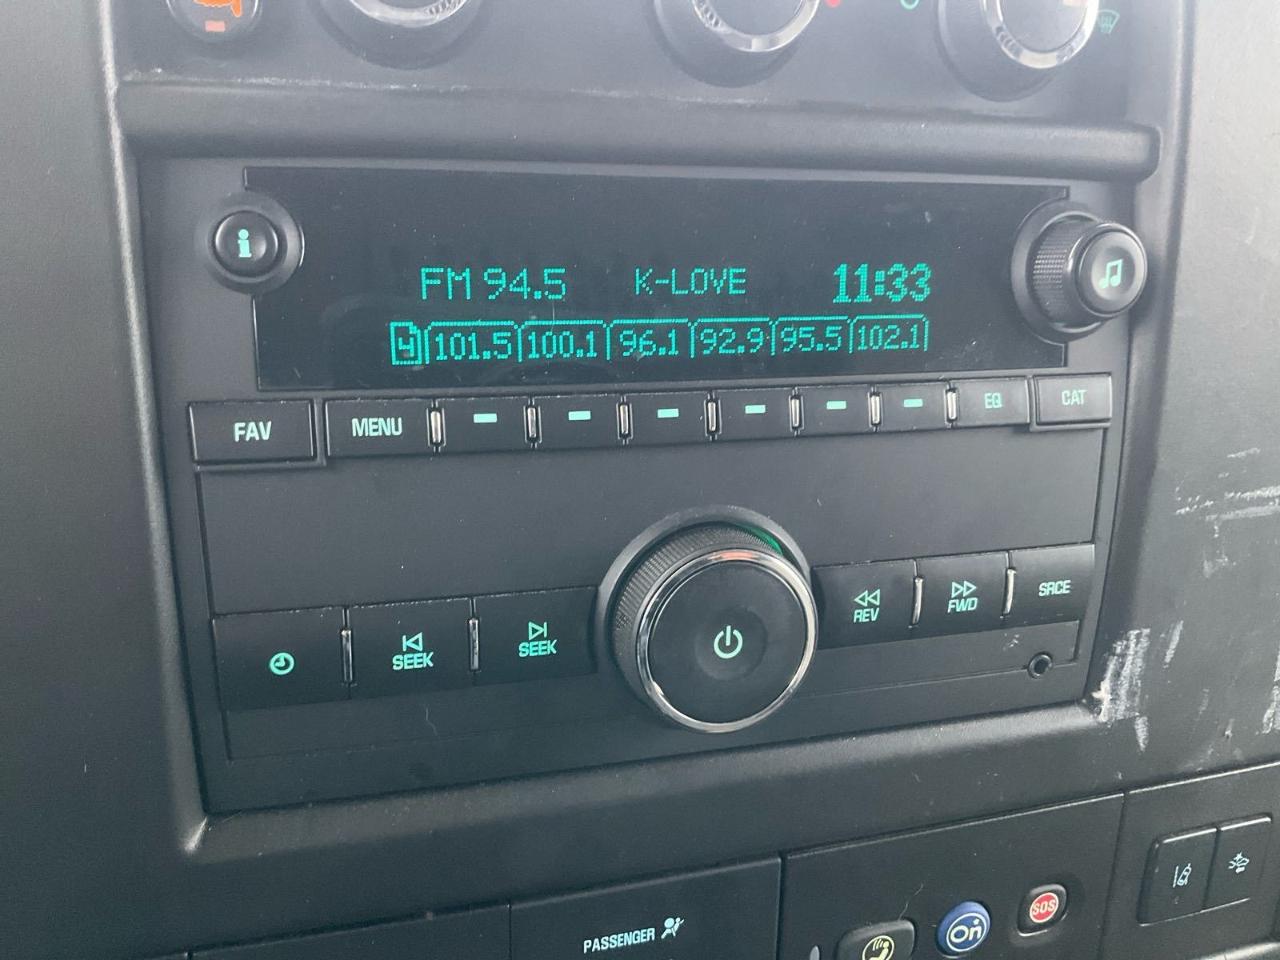 i
FM 94.5 K-LOVE 11:33
4 101.5 100.1 96.1 92.9 95.5 102.1
FAV MENU EQ CAT
SEEK SEEK REV FWD SRCE
PASSENGER On SOS